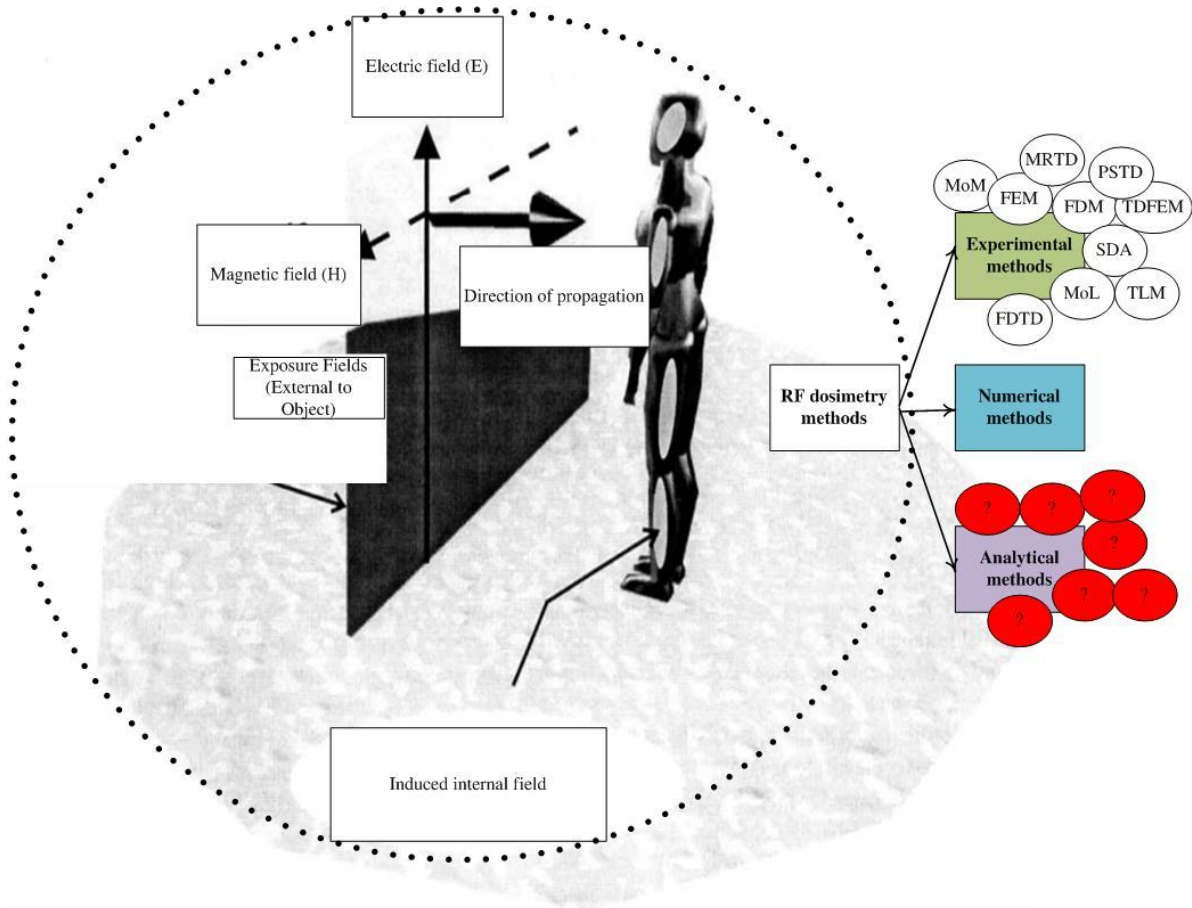 Electric field (E)
Magnetic field (H)
Direction of propagation
Exposure Fields
(External to
Object)
Induced internal field
RF dosimetry
methods
MoM
FEM
MRTD
FDM
PSTD
TDFEM
Experimental
methods
SDA
MoL
TLM
FDTD
Numerical
methods
?
?
?
?
Analytical
methods
?
?
?